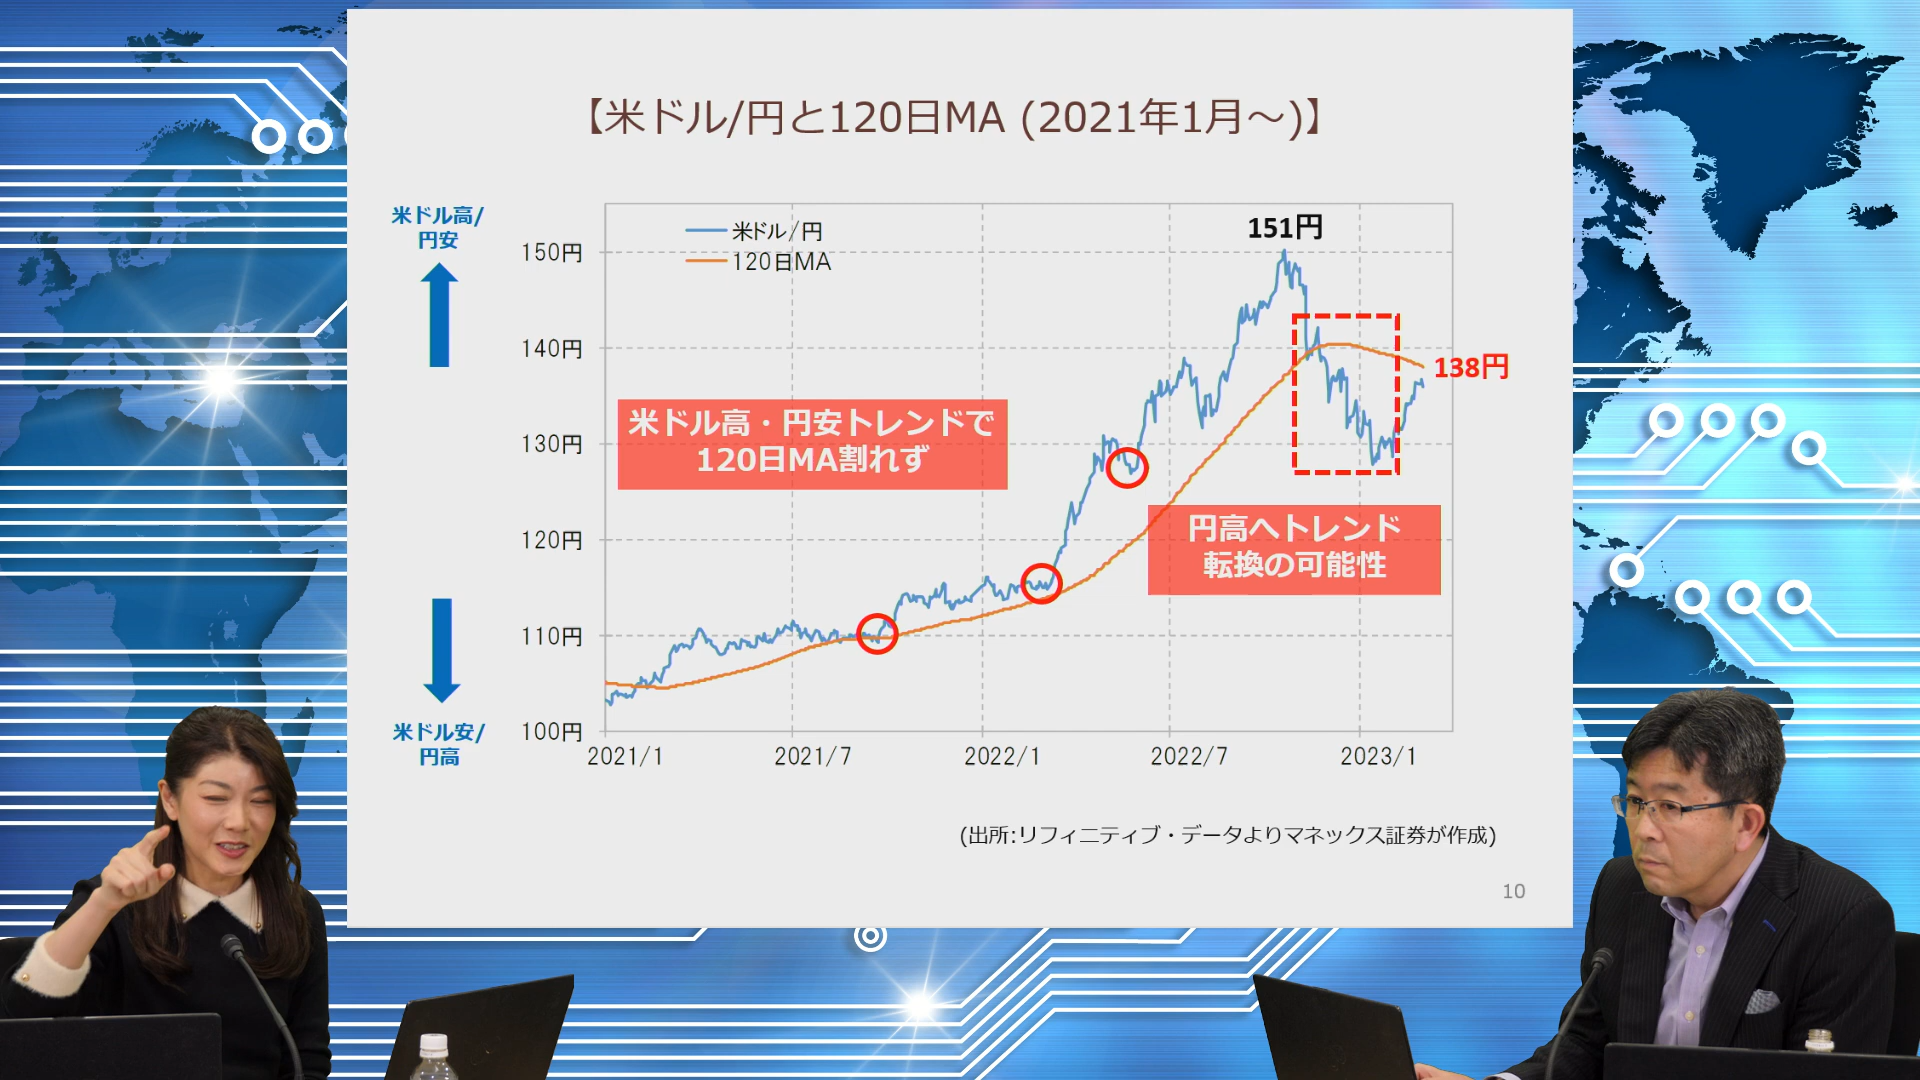 【米ドル/円と120日MA (2021年1月～)】
米ドル高/
円安
米ドル/円
120日MA
151円
150円
140円
138円
130円
120円
110円
100円
米ドル高・円安トレンドで
120日MA割れず
円高へトレンド
転換の可能性
米ドル安/
円高
2021/1
2021/7
2022/1
2022/7
2023/1
(出所:リフィニティブ・データよりマネックス証券が作成)
10